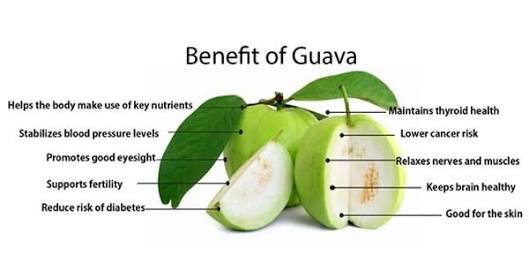 Benefit of Guava
Helps the body make use of key nutrients
Stabilizes blood pressure levels
Promotes good eyesight
Supports fertility
Reduce risk of diabetes
Maintains thyroid health
Lower cancer risk
Relaxes nerves and muscles
Keeps brain healthy
Good for the skin